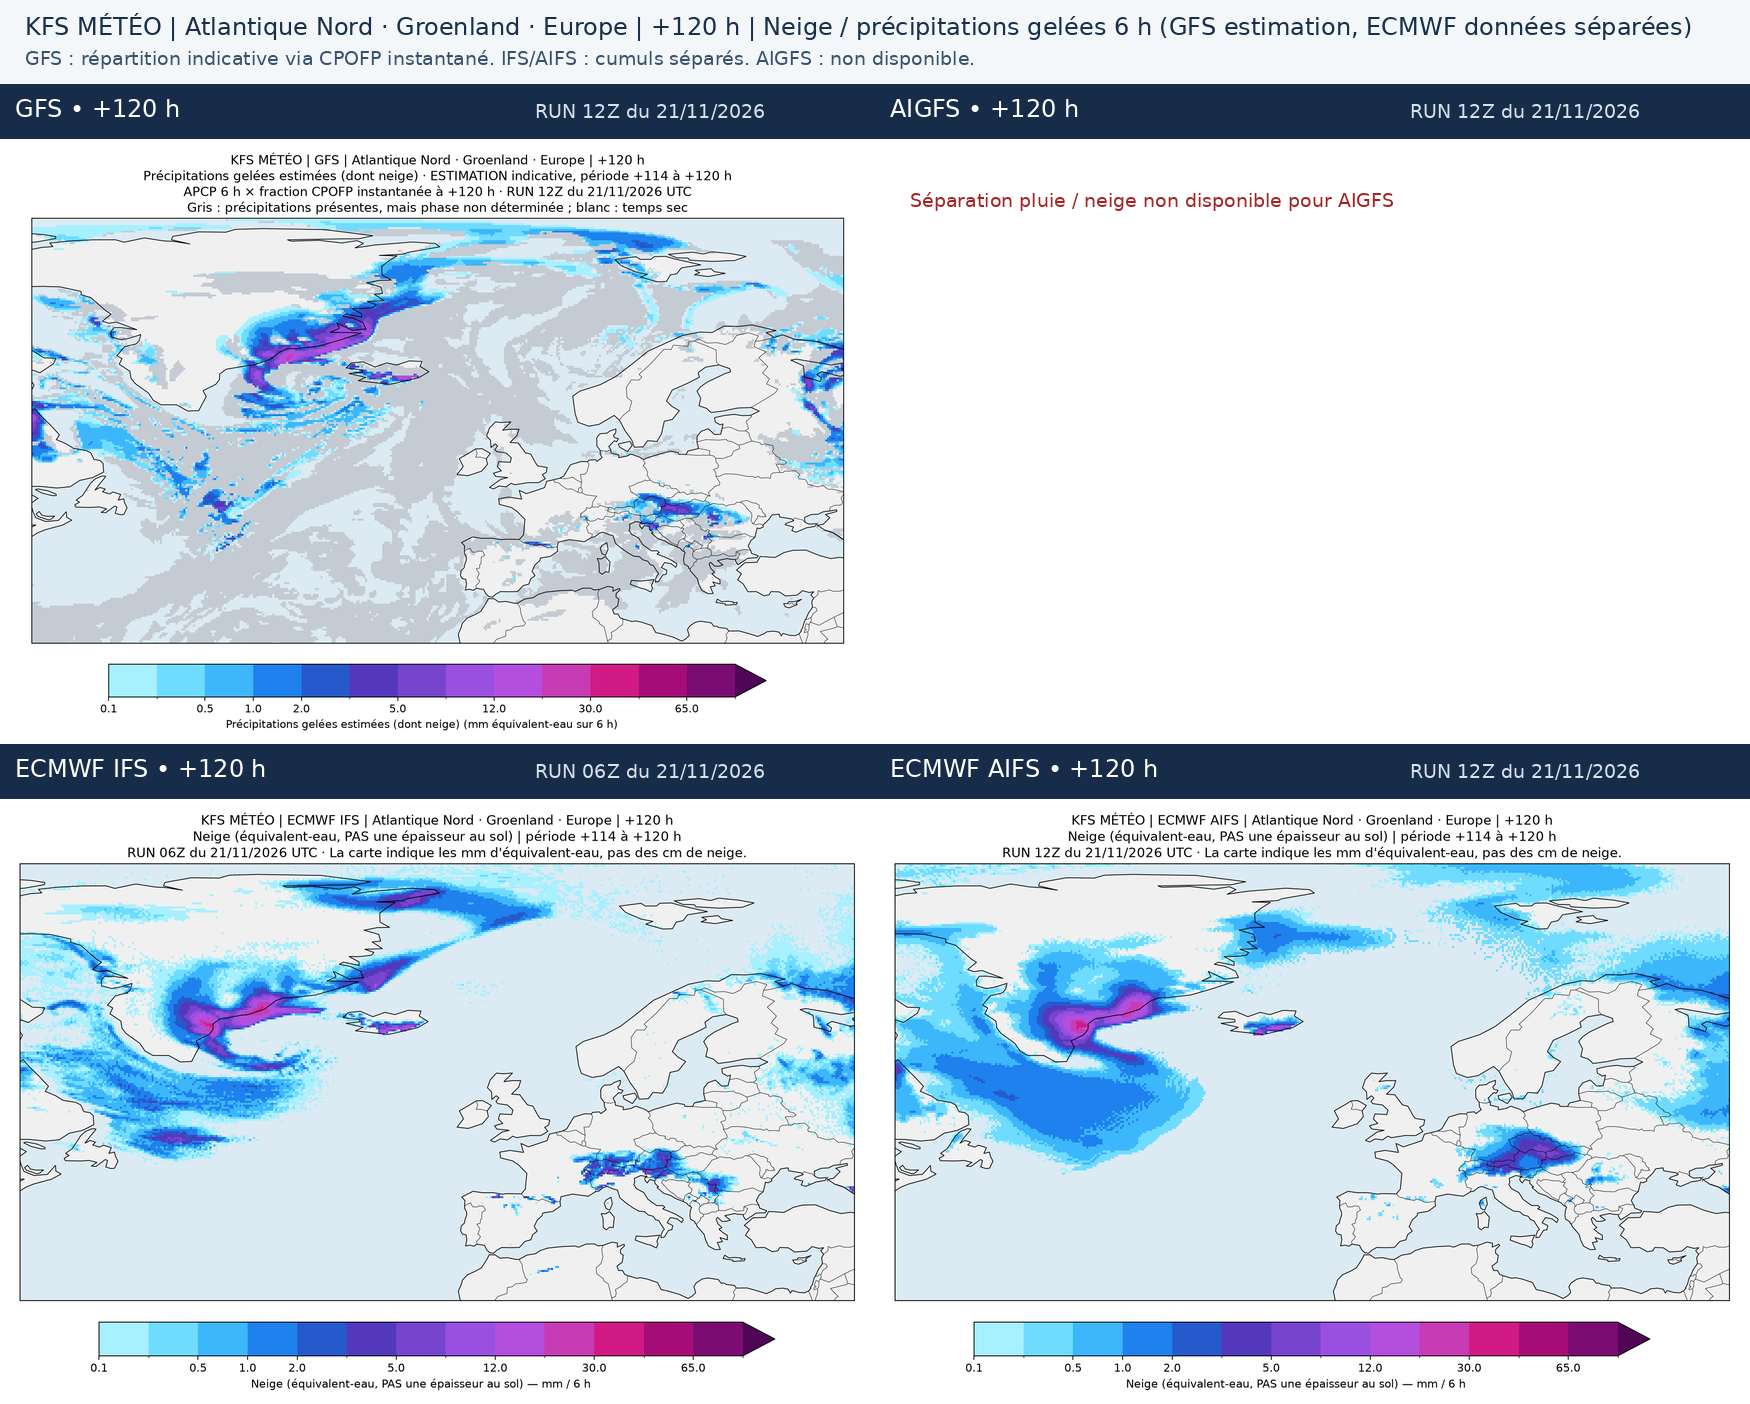 KFS MÉTÉO | Atlantique Nord · Groenland · Europe | +120 h | Neige / précipitations gelées 6 h (GFS estimation, ECMWF données séparées)
GFS : répartition indicative via CPOFP instantané. IFS/AIFS : cumuls séparés. AIGFS : non disponible.
GFS • +120 h
RUN 12Z du 21/11/2026
AIGFS • +120 h
RUN 12Z du 21/11/2026
KFS MÉTÉO | GFS | Atlantique Nord · Groenland · Europe | +120 h
Précipitations gelées estimées (dont neige) · ESTIMATION indicative, période +114 à +120 h
APCP 6 h × fraction CPOFP instantanée à +120 h · RUN 12Z du 21/11/2026 UTC
Gris : précipitations présentes, mais phase non déterminée ; blanc : temps sec
Séparation pluie / neige non disponible pour AIGFS
0.1 0.5 1.0 2.0 5.0 12.0 30.0 65.0
Précipitations gelées estimées (dont neige) (mm équivalent-eau sur 6 h)
ECMWF IFS • +120 h
RUN 06Z du 21/11/2026
ECMWF AIFS • +120 h
RUN 12Z du 21/11/2026
KFS MÉTÉO | ECMWF IFS | Atlantique Nord · Groenland · Europe | +120 h
Neige (équivalent-eau, PAS une épaisseur au sol) | période +114 à +120 h
RUN 06Z du 21/11/2026 UTC · La carte indique les mm d'équivalent-eau, pas des cm de neige.
KFS MÉTÉO | ECMWF AIFS | Atlantique Nord · Groenland · Europe | +120 h
Neige (équivalent-eau, PAS une épaisseur au sol) | période +114 à +120 h
RUN 12Z du 21/11/2026 UTC · La carte indique les mm d'équivalent-eau, pas des cm de neige.
0.1 0.5 1.0 2.0 5.0 12.0 30.0 65.0
Neige (équivalent-eau, PAS une épaisseur au sol) — mm / 6 h
0.1 0.5 1.0 2.0 5.0 12.0 30.0 65.0
Neige (équivalent-eau, PAS une épaisseur au sol) — mm / 6 h